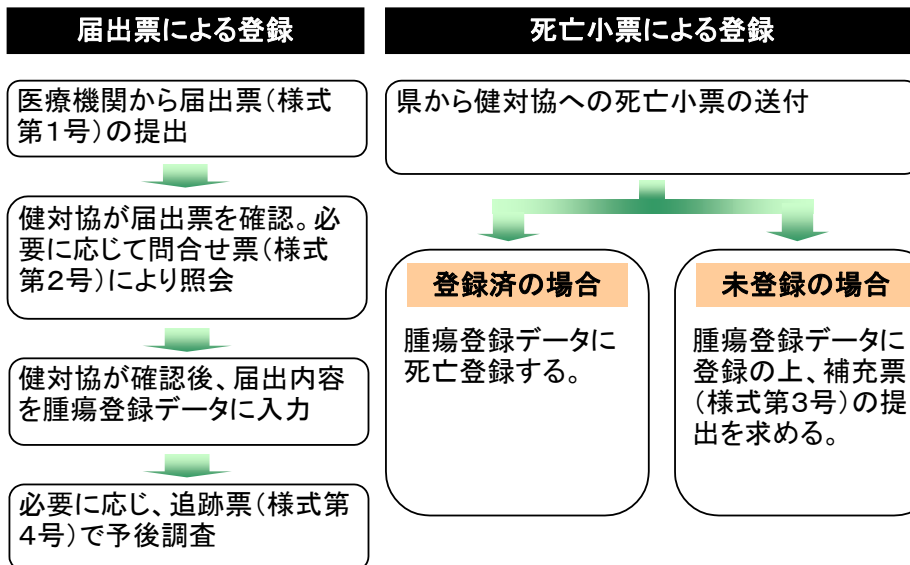 届出票による登録
医療機関から届出票(様式
第1号)の提出
健対協が届出票を確認。必
要に応じて問合せ票(様式
第2号)により照会
健対協が確認後、届出内容
を腫瘍登録データに入力
必要に応じ、追跡票(様式第
4号)で予後調査
死亡小票による登録
県から健対協への死亡小票の送付
登録済の場合
腫瘍登録データに
死亡登録する。
未登録の場合
腫瘍登録データに
登録の上、補充票
(様式第3号)の提
出を求める。